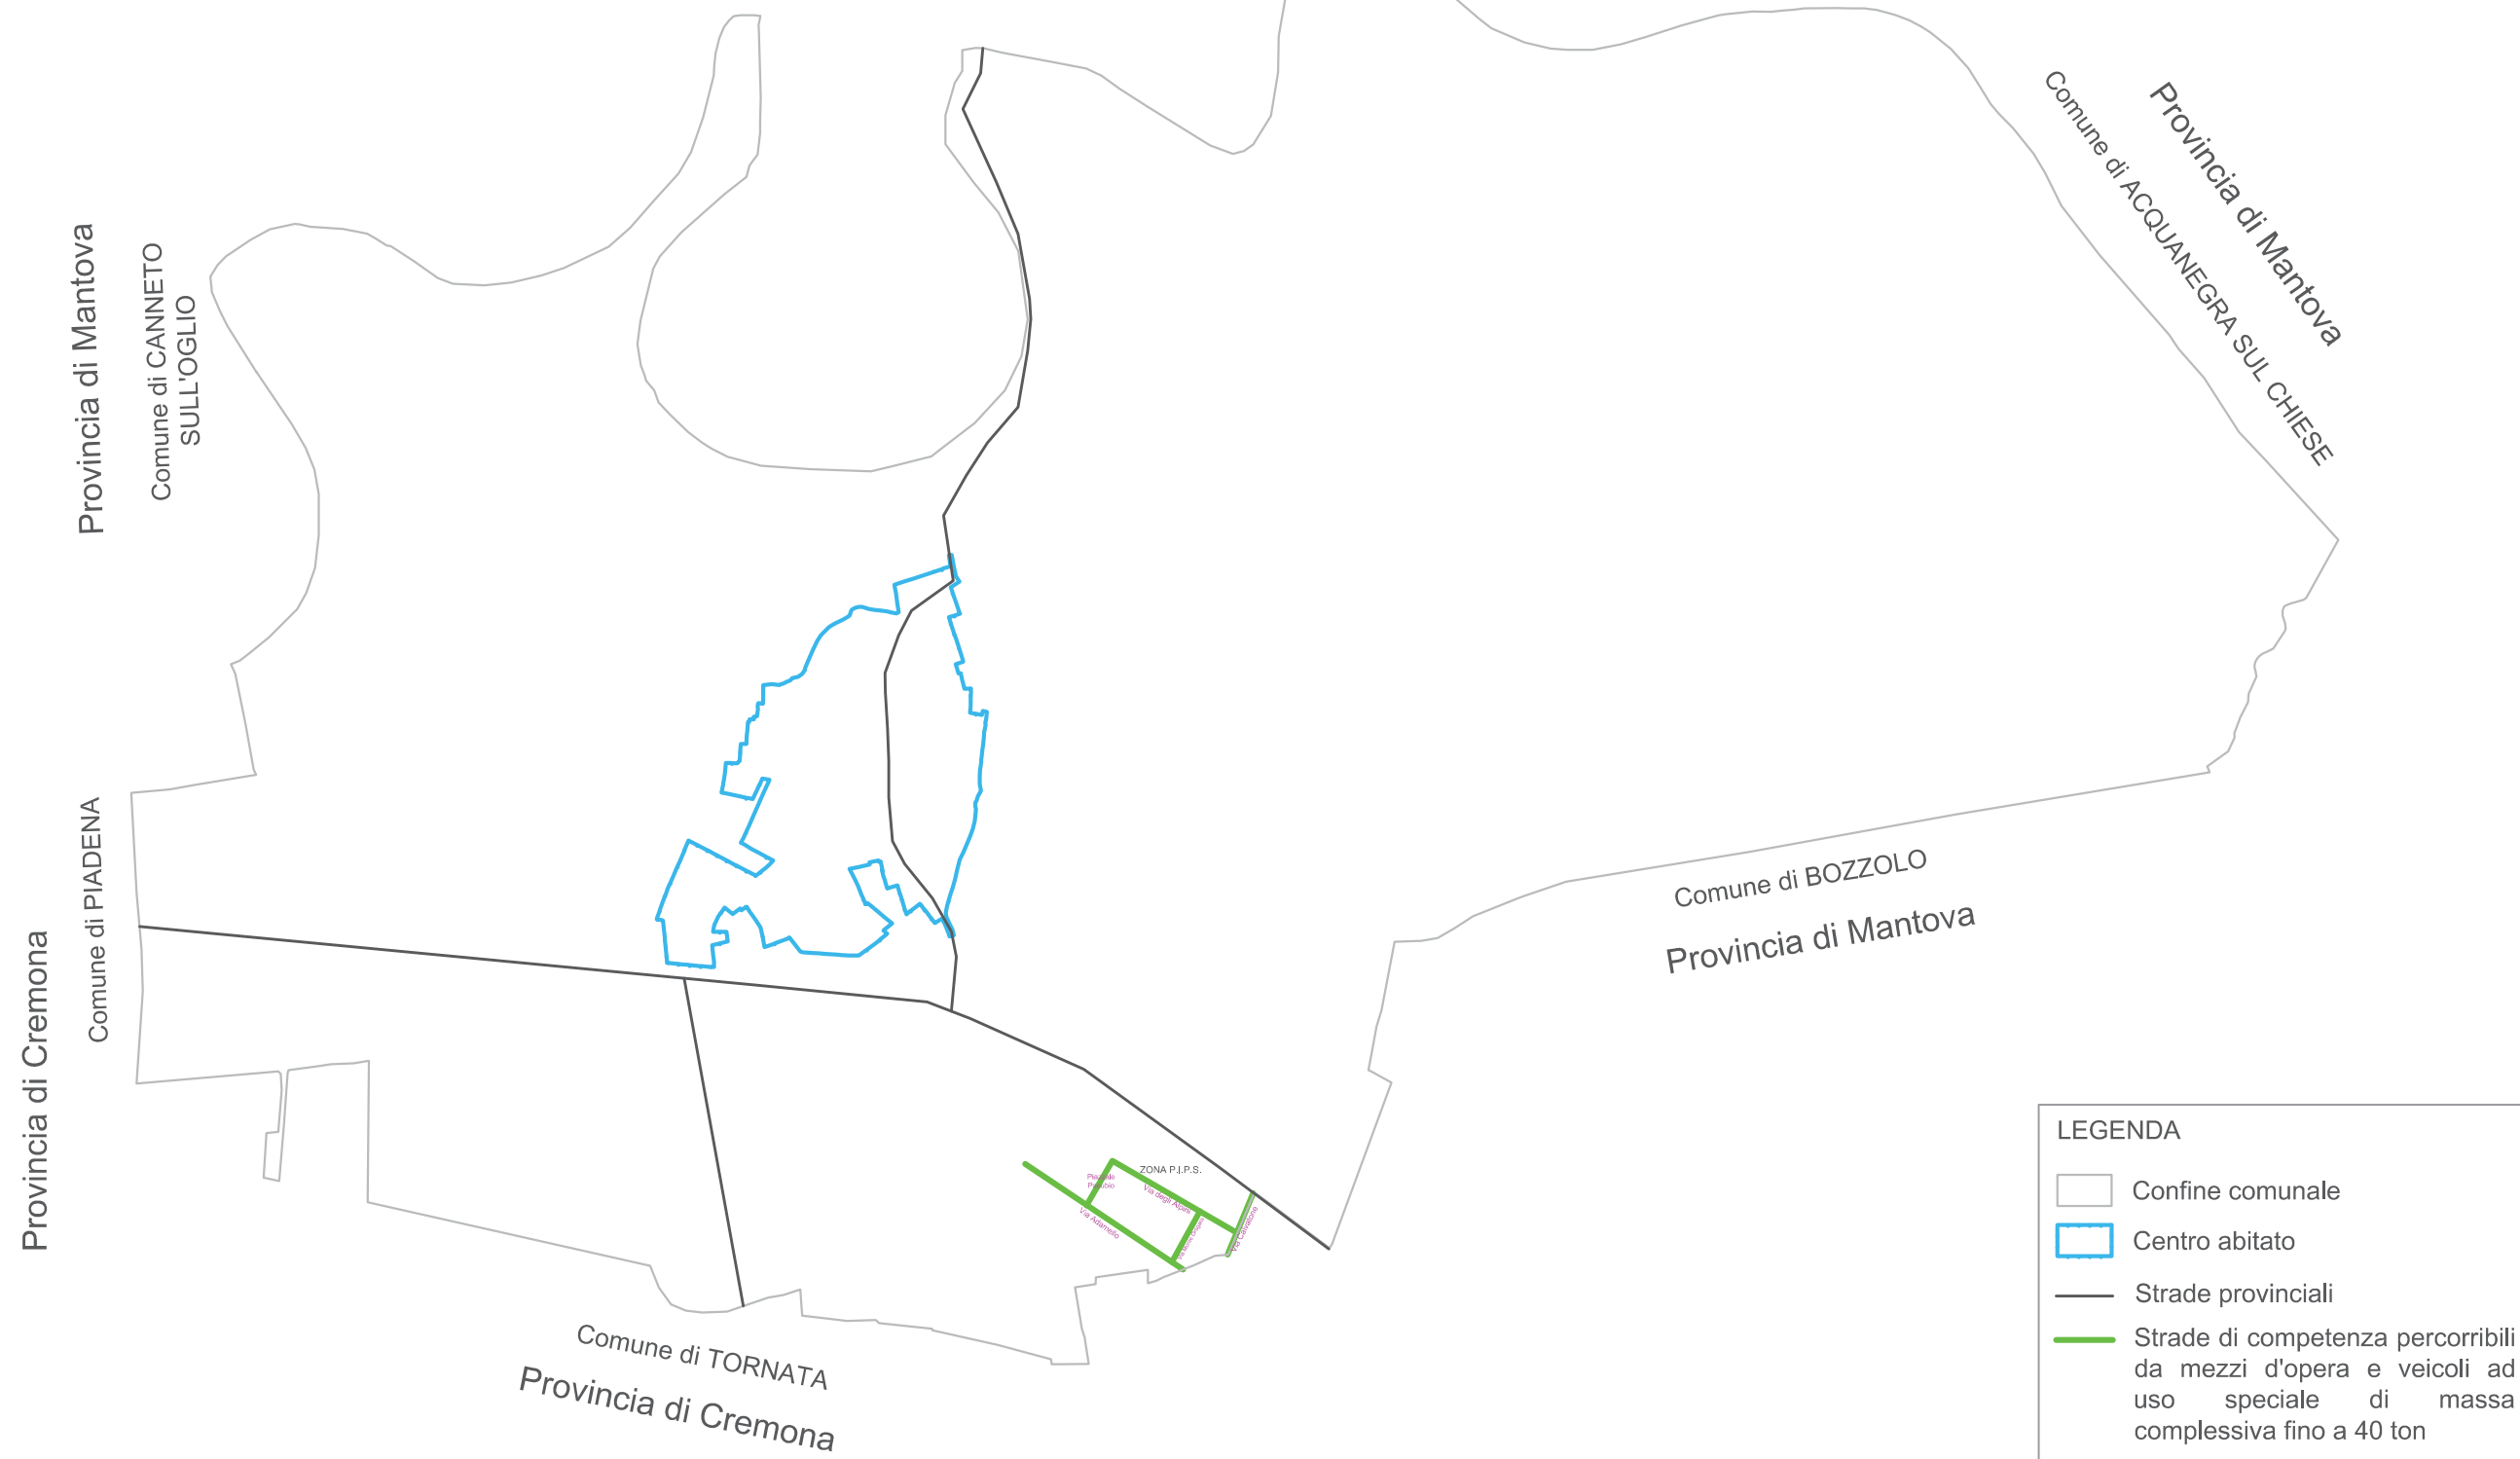 Provincia di Mantova
Comune di ACQUANEGRA SUL CHIESE
Provincia di Mantova
Comune di CANNETO
SULL'OGLIO
Comune di PIADENA
Provincia di Cremona
Comune di BOZZOLO
Provincia di Mantova
ZONA P.I.P.S.
Via degli Alpini
Via Adamello
Via Calvatone
Comune di TORNATA
Provincia di Cremona
LEGENDA
Confine comunale
Centro abitato
Strade provinciali
Strade di competenza percorribili
da mezzi d'opera e veicoli ad
uso speciale di massa
complessiva fino a 40 ton